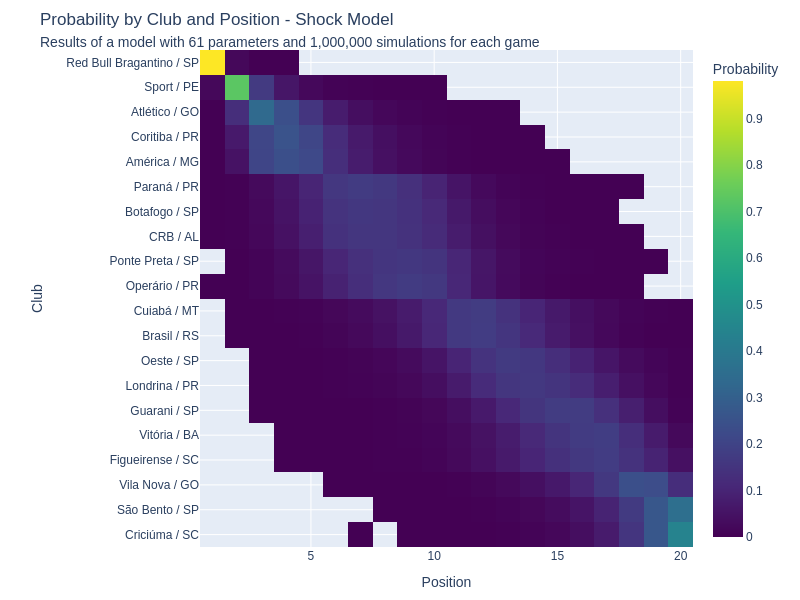 Probability by Club and Position - Shock Model
Results of a model with 61 parameters and 1,000,000 simulations for each game
Probability
Red Bull Bragantino / SP
Sport / PE
Atlético / GO
Coritiba / PR
América / MG
Paraná / PR
Botafogo / SP
CRB / AL
Ponte Preta / SP
Operário / PR
Cuiabá / MT
Brasil / RS
Oeste / SP
Londrina / PR
Guarani / SP
Vitória / BA
Figueirense / SC
Vila Nova / GO
São Bento / SP
Criciúma / SC
Club
5
10
15
20
Position
0.9
0.8
0.7
0.6
0.5
0.4
0.3
0.2
0.1
0